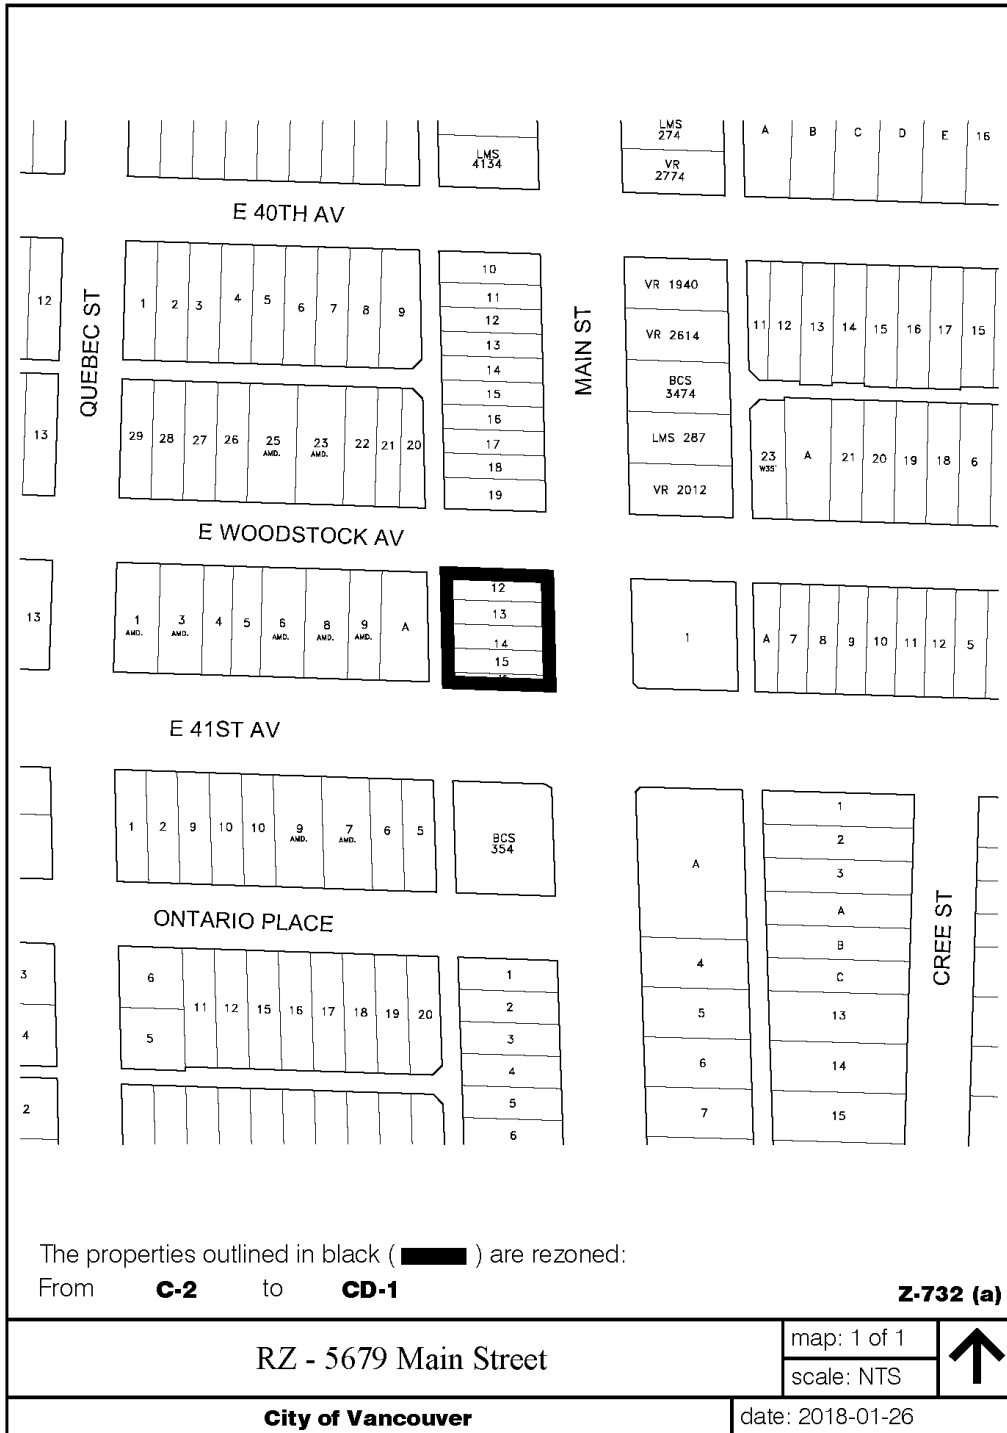 LMS
274
LMS
4134
VR
2774
A B C D E 16
E 40TH AV
12
QUEBEC ST
1 2 3 4 5 6 7 8 9
10
11
12
13
14
15
16
17
18
19
MAIN ST
VR 1940
VR 2614
BCS
3474
LMS 287
VR 2012
11 12 13 14 15 16 17 15
13
29 28 27 26 25 AMD. 23 AMD. 22 21 20
23 W35' A 21 20 19 18 6
E WOODSTOCK AV
13
1 AMD. 3 AMD. 4 5 6 AMD. 8 AMD. 9 AMD. A
12
13
14
15
1
A 7 8 9 10 11 12 5
E 41ST AV
1 2 9 10 10 9 AMD. 7 AMD. 6 5
BCS
354
A
4
5
6
7
1
2
3
A
B
C
13
14
15
CREE ST
ONTARIO PLACE
3
4
2
6
5
11 12 15 16 17 18 19 20
1
2
3
4
5
6
The properties outlined in black ( ) are rezoned:
From C-2 to CD-1
Z-732 (a)
RZ - 5679 Main Street
map: 1 of 1
scale: NTS
City of Vancouver
date: 2018-01-26